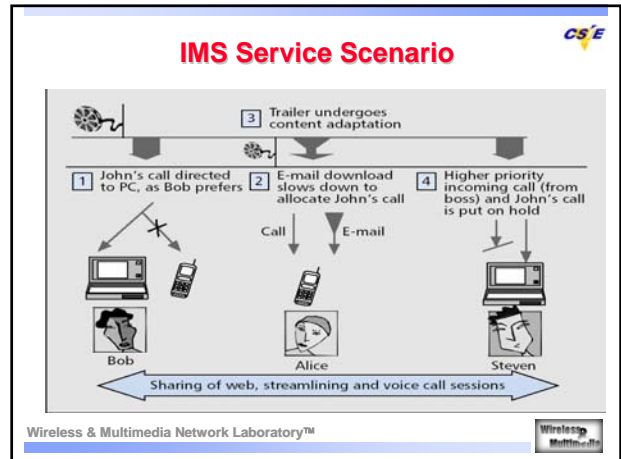 IMS Service Scenario
CS/E
3 Trailer undergoes
content adaptation
1 John's call directed
to PC, as Bob prefers
2 E-mail download
slows down to
allocate John's call
4 Higher priority
incoming call (from
boss) and John's call
is put on hold
Call
E-mail
Bob
Alice
Steven
Sharing of web, streamlining and voice call sessions
Wireless & Multimedia Network Laboratory™
Wireless
Multimedia